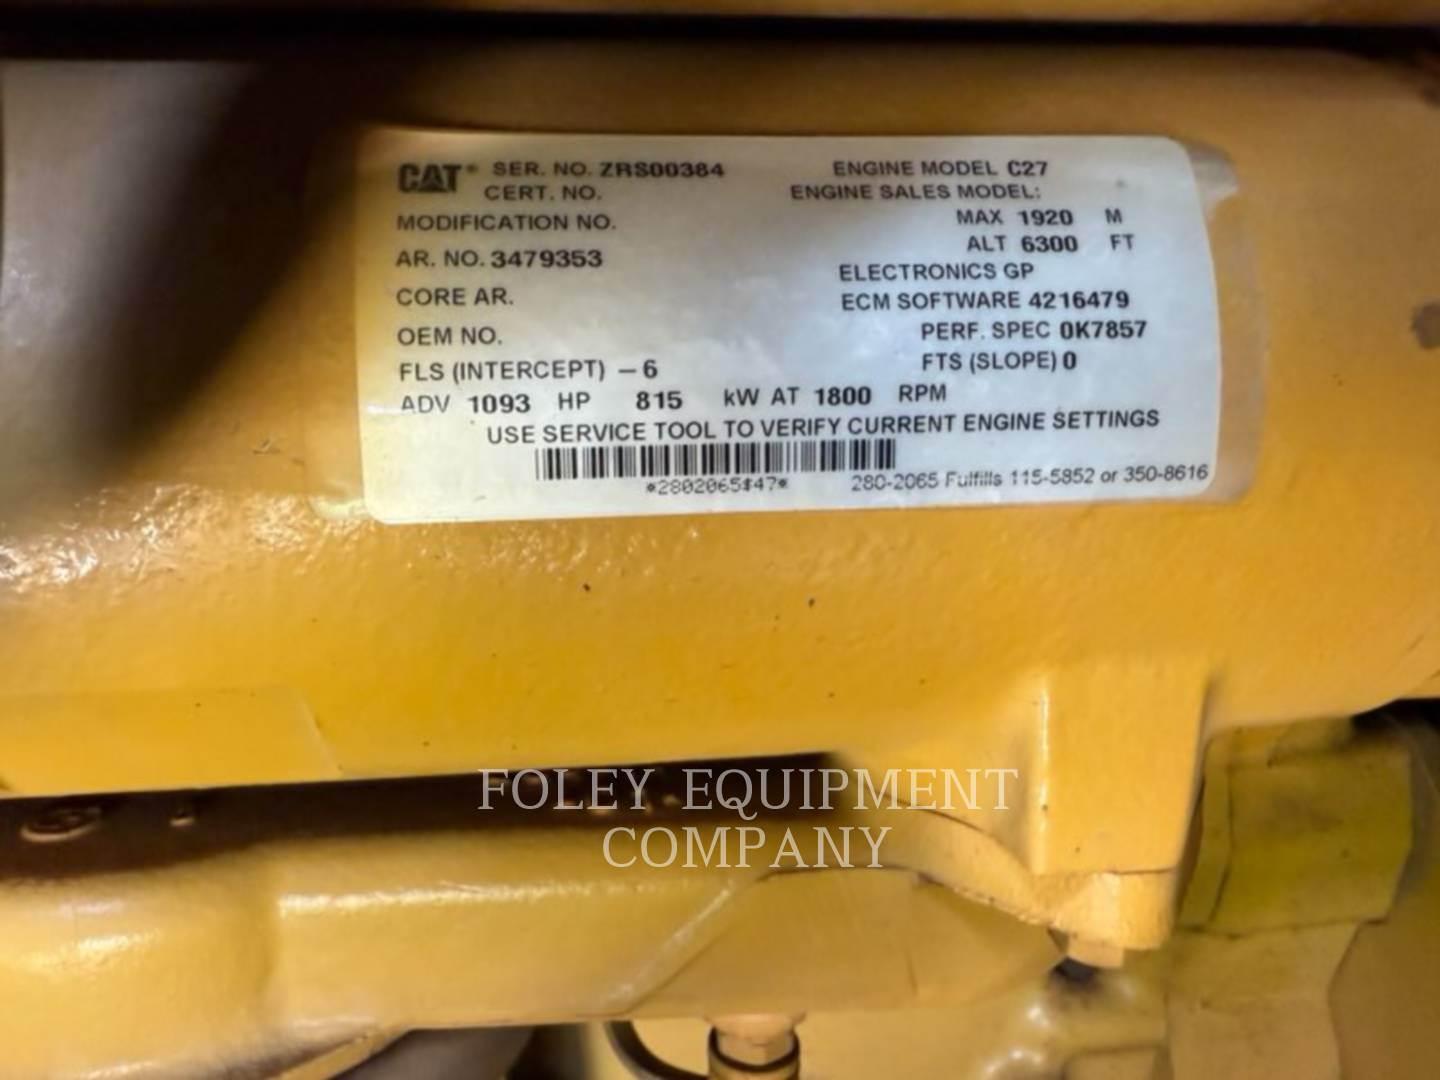 CAT® SER. NO. ZRS00384 ENGINE MODEL C27
CERT. NO. ENGINE SALES MODEL:
MODIFICATION NO. MAX 1920 M
ALT 6300 FT
AR. NO. 3479353 ELECTRONICS GP
CORE AR. ECM SOFTWARE 4216479
OEM NO. PERF. SPEC 0K7857
FLS (INTERCEPT) –6 FTS (SLOPE) 0
ADV 1093 HP 815 kW AT 1800 RPM
USE SERVICE TOOL TO VERIFY CURRENT ENGINE SETTINGS
*2802065$47* 280-2065 Fulfills 115-5852 or 350-8616
FOLEY EQUIPMENT
COMPANY